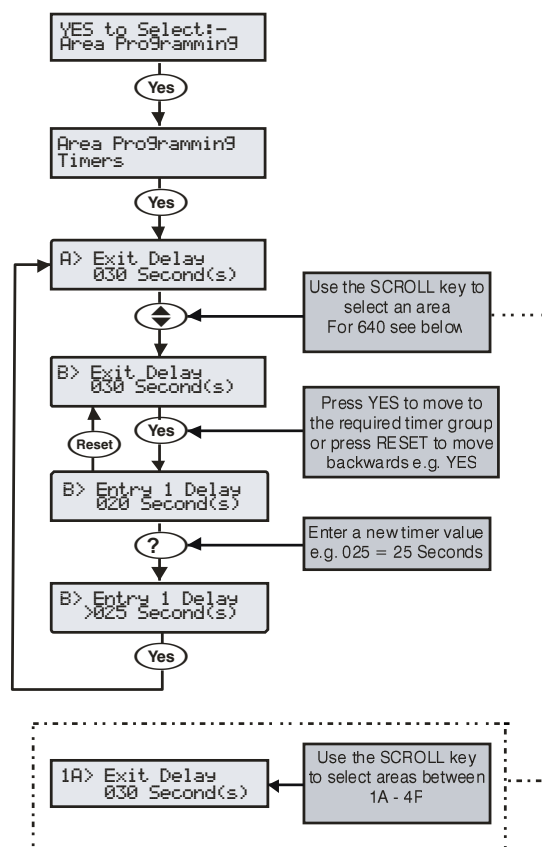 YES to Select:-
Area Programming
Yes
Area Programming
Timers
Yes
A> Exit Delay
030 Second(s)
Use the SCROLL key to
select an area
For 640 see below
B> Exit Delay
030 Second(s)
Reset
Yes
Press YES to move to
the required timer group
or press RESET to move
backwards e.g. YES
B> Entry 1 Delay
020 Second(s)
?
Enter a new timer value
e.g. 025 = 25 Seconds
B> Entry 1 Delay
>025 Second(s)
Yes
1A> Exit Delay
030 Second(s)
Use the SCROLL key
to select areas between
1A - 4F